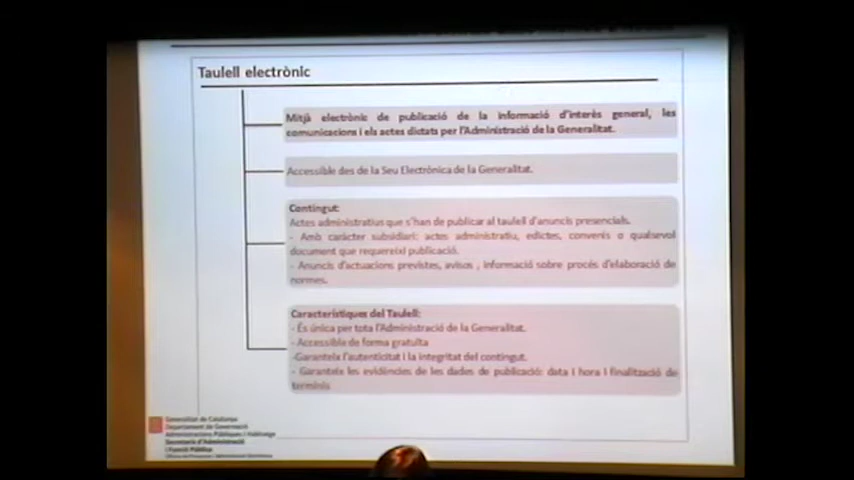 Taulell electrònic
Mitjà electrònic de publicació de la informació d'interès general, les
comunicacions i els actes dictats per l'Administració de la Generalitat.
Accessible des de la Seu Electrònica de la Generalitat.
Contingut:
Actes administratius que s'han de publicar al taulell d'anuncis presencials.
- Amb caràcter subsidiari: actes administratiu, edictes, convenis o qualsevol
document que requereixi publicació.
- Anuncis d'actuacions previstes, avisos , informació sobre procés d'elaboració de
normes.
Característiques del Taulell:
- És única per tota l'Administració de la Generalitat.
- Accessible de forma gratuïta
-Garanteix l'autenticitat i la integritat del contingut.
- Garanteix les evidències de les dades de publicació: data i hora i finalització de
terminis
Generalitat de Catalunya
Departament de Governació
Administracions Públiques i Habitatge
Secretaria d'Administració
i Funció Pública